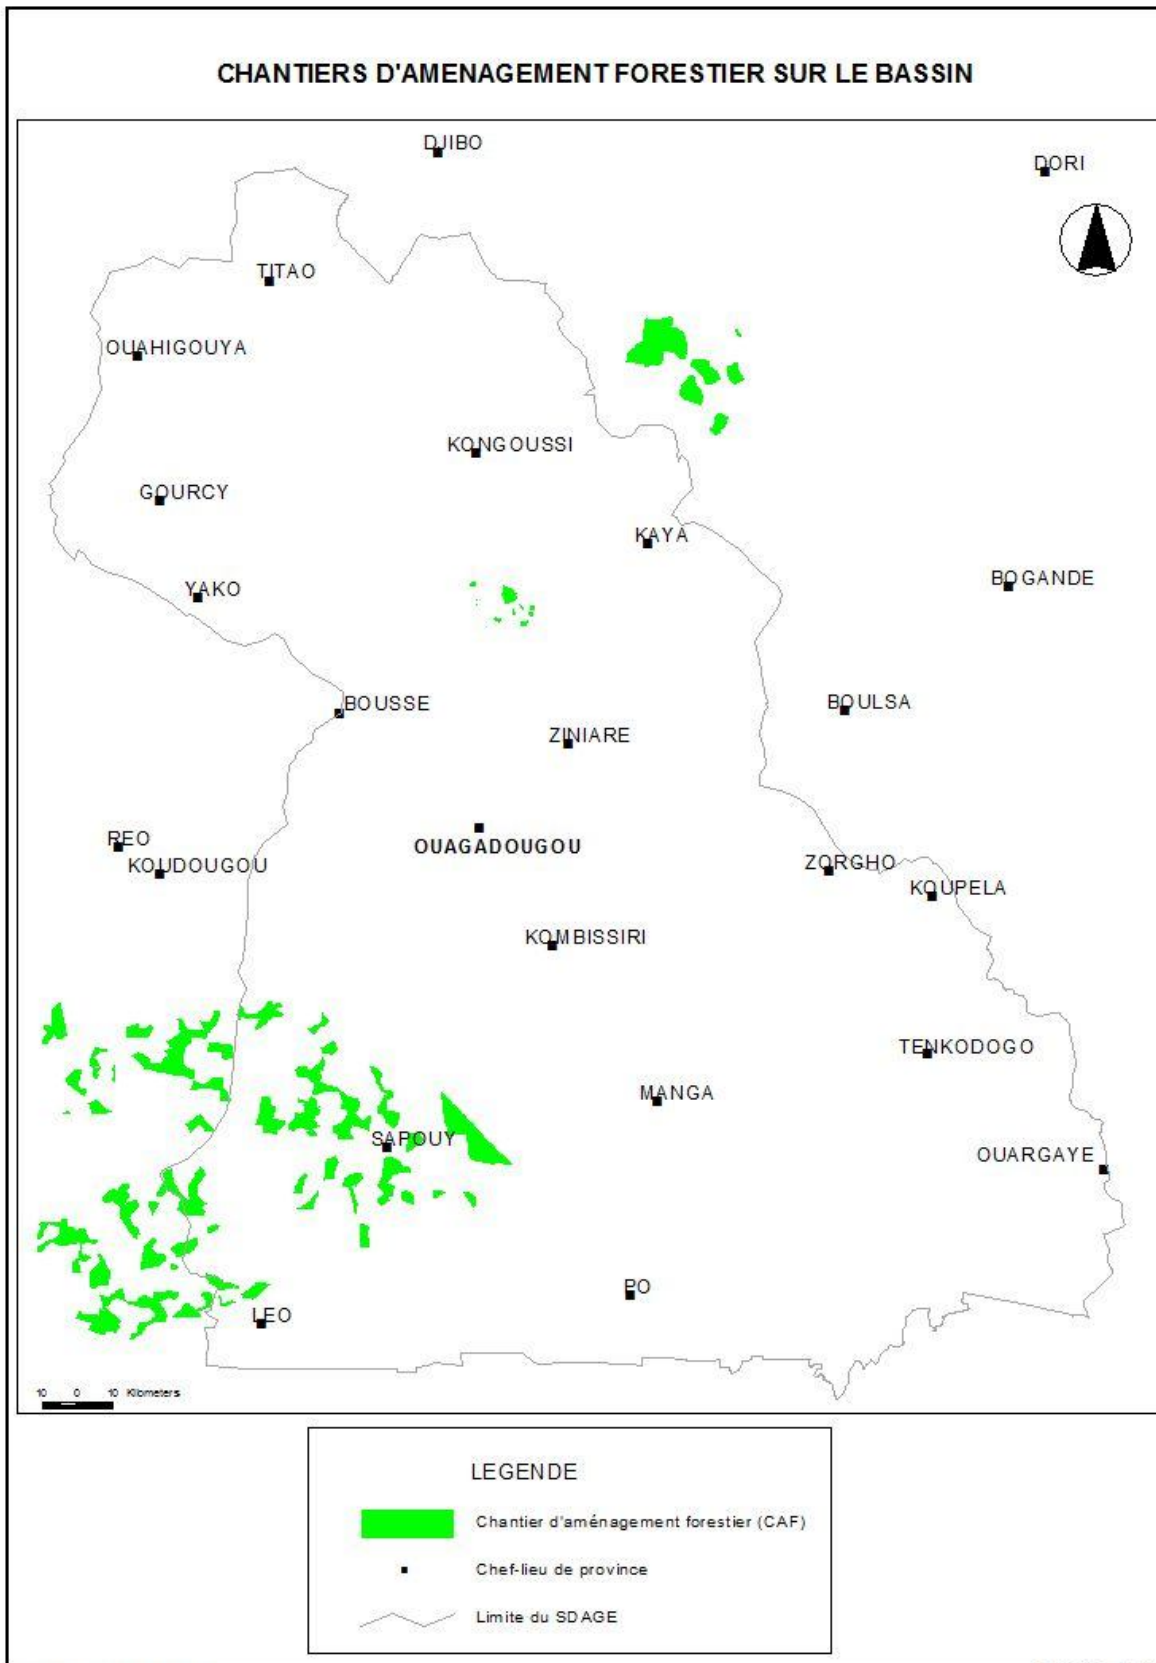 CHANTIERS D'AMENAGEMENT FORESTIER SUR LE BASSIN
DJIBO
DORI
TITAO
OUAHIGOUYA
KONGOUSSI
GOURCY
KAYA
BOGANDE
YAKO
BOUSSE
BOULSA
ZINIARE
REO
OUAGADOUGOU
KOUDOUGOU
ZORGHO
KOUPELA
KOMBISSIRI
TENKODOGO
MANGA
SAPOUY
OUARGAYE
PO
LEO
10 0 10 Kilometers
LEGENDE
Chantier d'aménagement forestier (CAF)
Chef-lieu de province
Limite du SDAGE